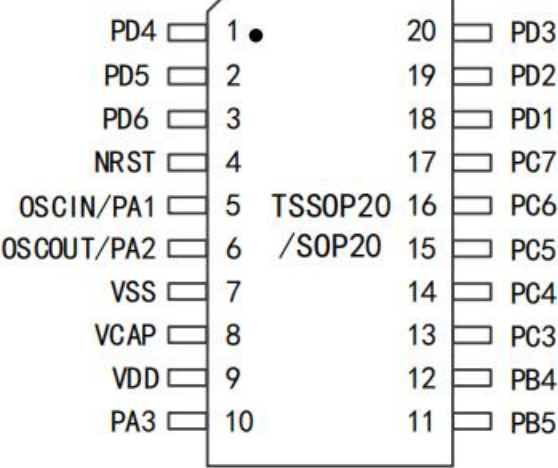 PD4 1 20 PD3
PD5 2 19 PD2
PD6 3 18 PD1
NRST 4 17 PC7
OSCIN/PA1 5 TSSOP20 16 PC6
OSCOUT/PA2 6 /SOP20 15 PC5
VSS 7 14 PC4
VCAP 8 13 PC3
VDD 9 12 PB4
PA3 10 11 PB5